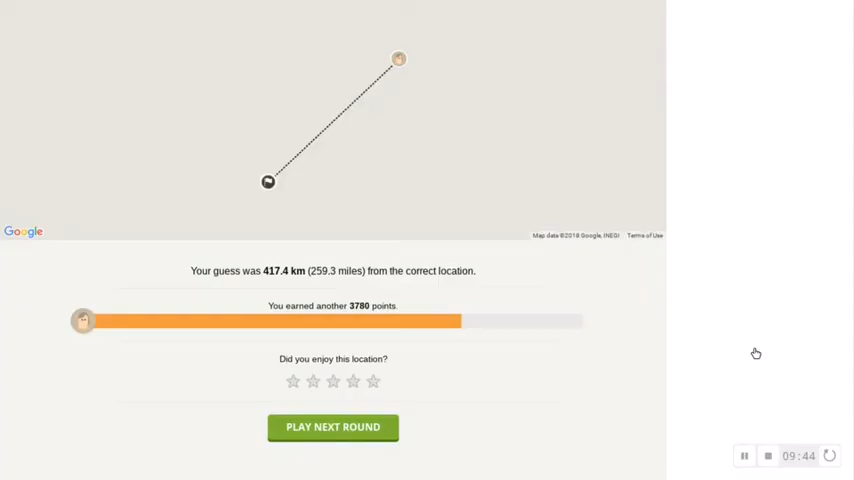 Google
Map data ©2019 Google, INEGI Terms of Use
Your guess was 417.4 km (259.3 miles) from the correct location.
You earned another 3780 points.
Did you enjoy this location?
PLAY NEXT ROUND
09:44